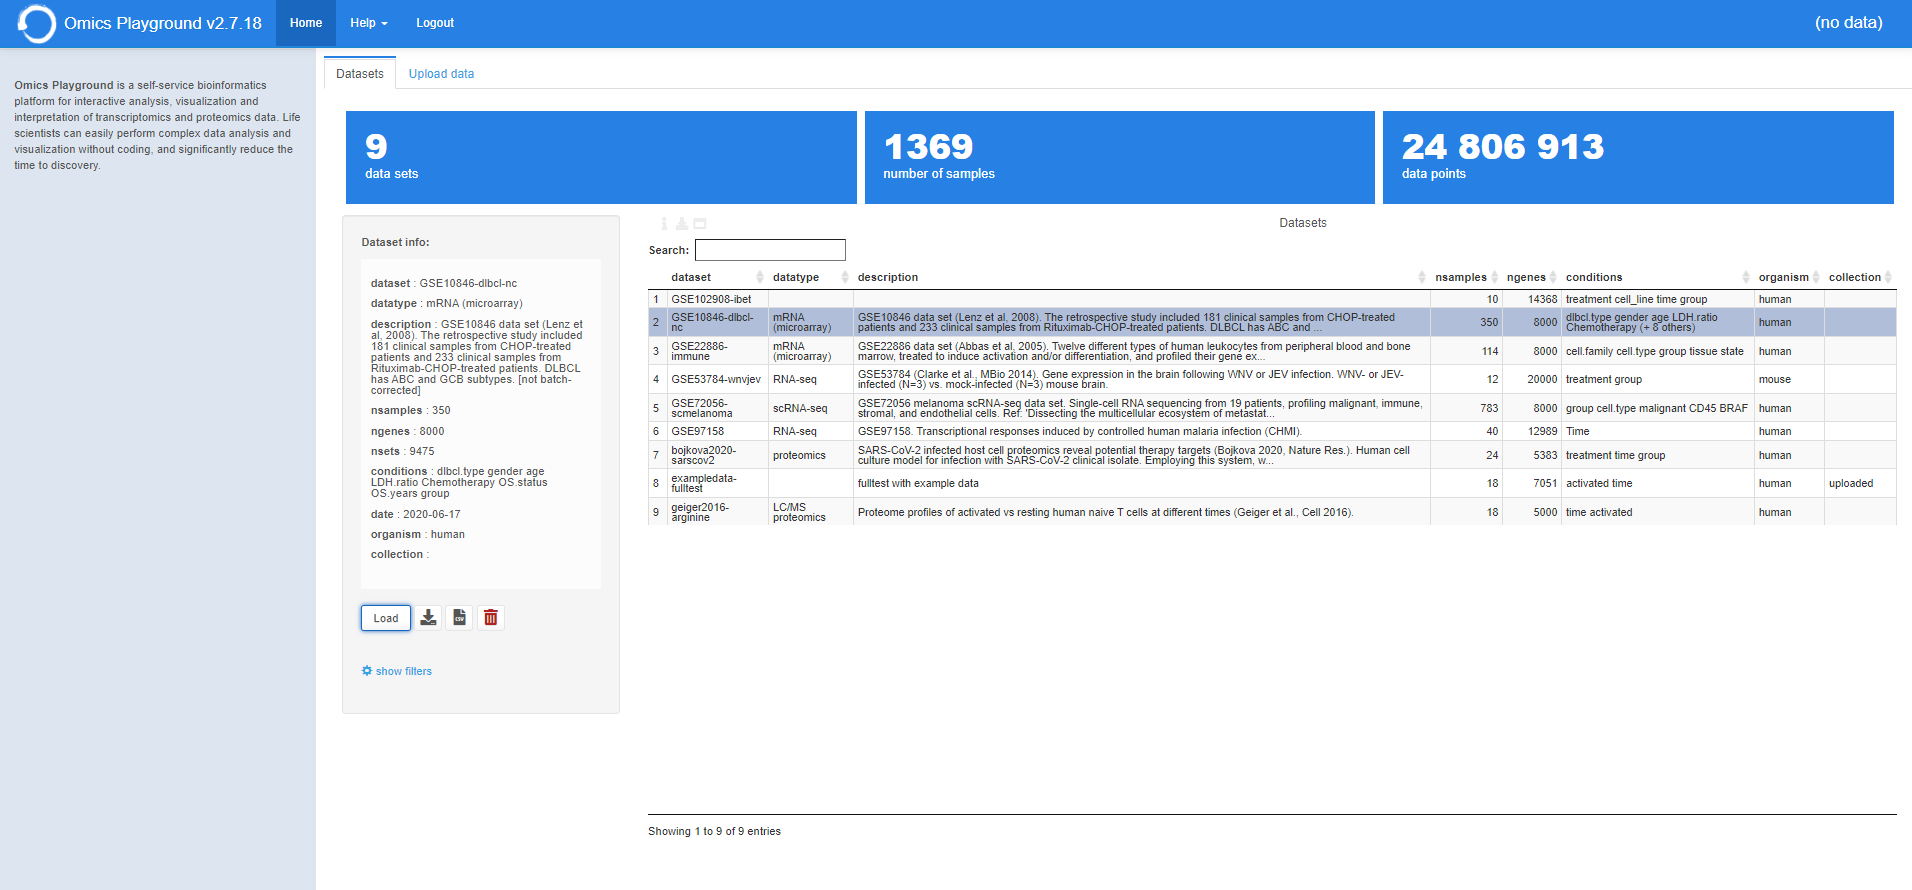 Omics Playground v2.7.18 Home Help Logout (no data)
Datasets Upload data
Omics Playground is a self-service bioinformatics
platform for interactive analysis, visualization and
interpretation of transcriptomics and proteomics data. Life
scientists can easily perform complex data analysis and
visualization without coding, and significantly reduce the
time to discovery.
9
data sets
1369
number of samples
24 806 913
data points
Dataset info:
dataset : GSE10846-dlbcl-nc
datatype : mRNA (microarray)
description : GSE10846 data set (Lenz et
al, 2008). The retrospective study included
181 clinical samples from CHOP-treated
patients and 233 clinical samples from
Rituximab-CHOP-treated patients. DLBCL
has ABC and GCB subtypes. [not batch-
corrected]
nsamples : 350
ngenes : 8000
nsets : 9475
conditions : dlbcl.type gender age
LDH.ratio Chemotherapy OS.status
OS.years group
date : 2020-06-17
organism : human
collection :
Load
CSV
show filters
Datasets
Search:
dataset datatype description nsamples ngenes conditions organism collection
1 GSE102908-ibet 10 14368 treatment cell_line time group human
2 GSE10846-dlbcl-
nc mRNA
(microarray) GSE10846 data set (Lenz et al, 2008). The retrospective study included 181 clinical samples from CHOP-treated
patients and 233 clinical samples from Rituximab-CHOP-treated patients. DLBCL has ABC and ... 350 8000 dlbcl.type gender age LDH.ratio
Chemotherapy (+ 8 others) human
3 GSE22886-
immune mRNA
(microarray) GSE22886 data set (Abbas et al, 2005). Twelve different types of human leukocytes from peripheral blood and bone
marrow, treated to induce activation and/or differentiation, and profiled their gene ex... 114 8000 cell.family cell.type group tissue state human
4 GSE53784-wnvjev RNA-seq GSE53784 (Clarke et al., MBio 2014). Gene expression in the brain following WNV or JEV infection. WNV- or JEV-
infected (N=3) vs. mock-infected (N=3) mouse brain. 12 20000 treatment group mouse
5 GSE72056-
scmelanoma scRNA-seq GSE72056 melanoma scRNA-seq data set. Single-cell RNA sequencing from 19 patients, profiling malignant, immune,
stromal, and endothelial cells. Ref: 'Dissecting the multicellular ecosystem of metastat... 783 8000 group cell.type malignant CD45 BRAF human
6 GSE97158 RNA-seq GSE97158. Transcriptional responses induced by controlled human malaria infection (CHMI). 40 12989 Time human
7 bojkova2020-
sarscov2 proteomics SARS-CoV-2 infected host cell proteomics reveal potential therapy targets (Bojkova 2020, Nature Res.). Human cell
culture model for infection with SARS-CoV-2 clinical isolate. Employing this system, w... 24 5383 treatment time group human
8 exampledata-
fulltest fulltest with example data 18 7051 activated time human uploaded
9 geiger2016-
arginine LC/MS
proteomics Proteome profiles of activated vs resting human naive T cells at different times (Geiger et al., Cell 2016). 18 5000 time activated human
Showing 1 to 9 of 9 entries